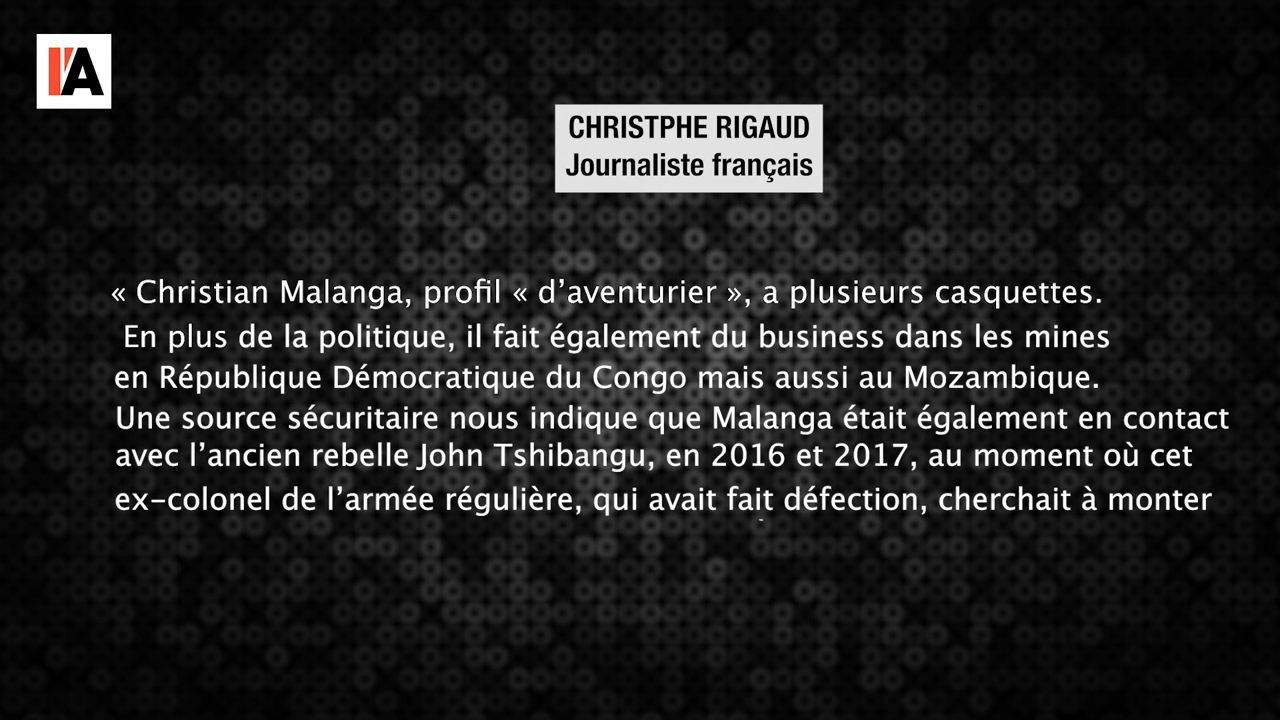 l'A
CHRISTPHE RIGAUD
Journaliste français
« Christian Malanga, profil « d’aventurier », a plusieurs casquettes.
En plus de la politique, il fait également du business dans les mines
en République Démocratique du Congo mais aussi au Mozambique.
Une source sécuritaire nous indique que Malanga était également en contact
avec l’ancien rebelle John Tshibangu, en 2016 et 2017, au moment où cet
ex-colonel de l’armée régulière, qui avait fait défection, cherchait à monter